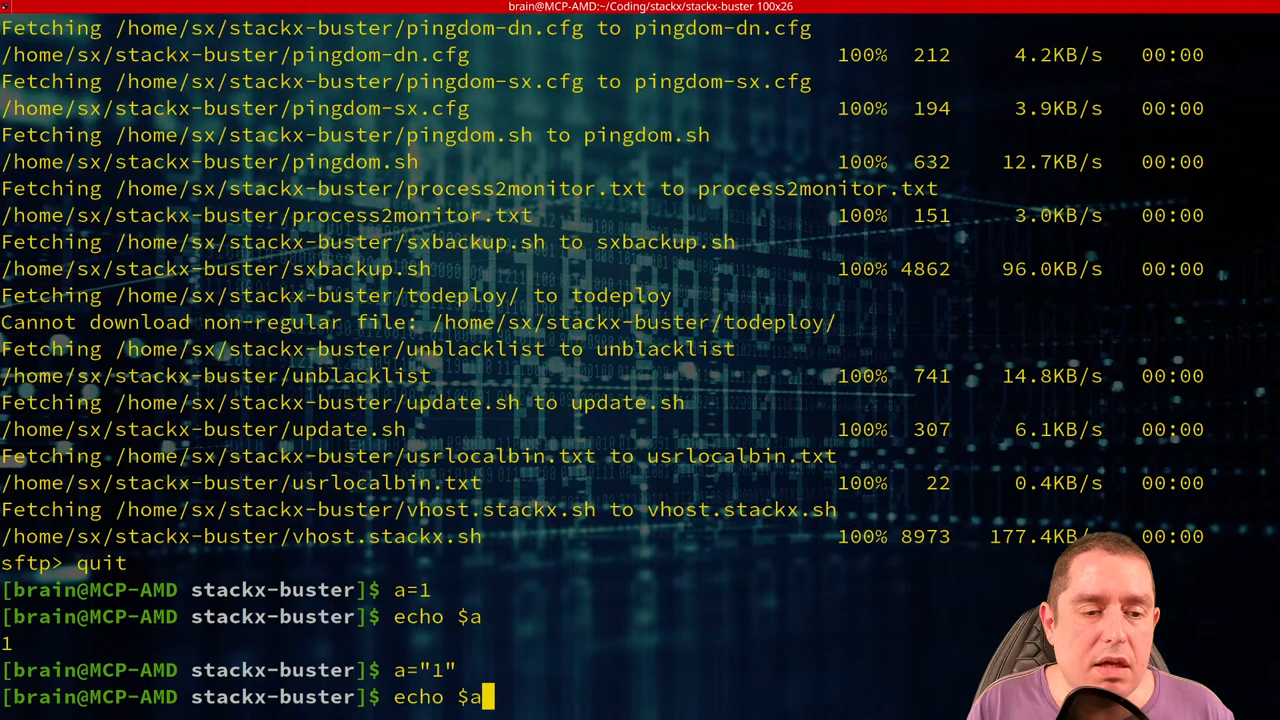 brain@MCP-AMD:~/Coding/stackx/stackx-buster 100x26
Fetching /home/sx/stackx-buster/pingdom-dn.cfg to pingdom-dn.cfg
/home/sx/stackx-buster/pingdom-dn.cfg 100% 212 4.2KB/s 00:00
Fetching /home/sx/stackx-buster/pingdom-sx.cfg to pingdom-sx.cfg
/home/sx/stackx-buster/pingdom-sx.cfg 100% 194 3.9KB/s 00:00
Fetching /home/sx/stackx-buster/pingdom.sh to pingdom.sh
/home/sx/stackx-buster/pingdom.sh 100% 632 12.7KB/s 00:00
Fetching /home/sx/stackx-buster/process2monitor.txt to process2monitor.txt
/home/sx/stackx-buster/process2monitor.txt 100% 151 3.0KB/s 00:00
Fetching /home/sx/stackx-buster/sxbackup.sh to sxbackup.sh
/home/sx/stackx-buster/sxbackup.sh 100% 4862 96.0KB/s 00:00
Fetching /home/sx/stackx-buster/todeploy/ to todeploy
Cannot download non-regular file: /home/sx/stackx-buster/todeploy/
Fetching /home/sx/stackx-buster/unblacklist to unblacklist
/home/sx/stackx-buster/unblacklist 100% 741 14.8KB/s 00:00
Fetching /home/sx/stackx-buster/update.sh to update.sh
/home/sx/stackx-buster/update.sh 100% 307 6.1KB/s 00:00
Fetching /home/sx/stackx-buster/usrlocalbin.txt to usrlocalbin.txt
/home/sx/stackx-buster/usrlocalbin.txt 100% 22 0.4KB/s 00:00
Fetching /home/sx/stackx-buster/vhost.stackx.sh to vhost.stackx.sh
/home/sx/stackx-buster/vhost.stackx.sh 100% 8973 177.4KB/s 00:00
sftp> quit
[brain@MCP-AMD stackx-buster]$ a=1
[brain@MCP-AMD stackx-buster]$ echo $a
1
[brain@MCP-AMD stackx-buster]$ a="1"
[brain@MCP-AMD stackx-buster]$ echo $a